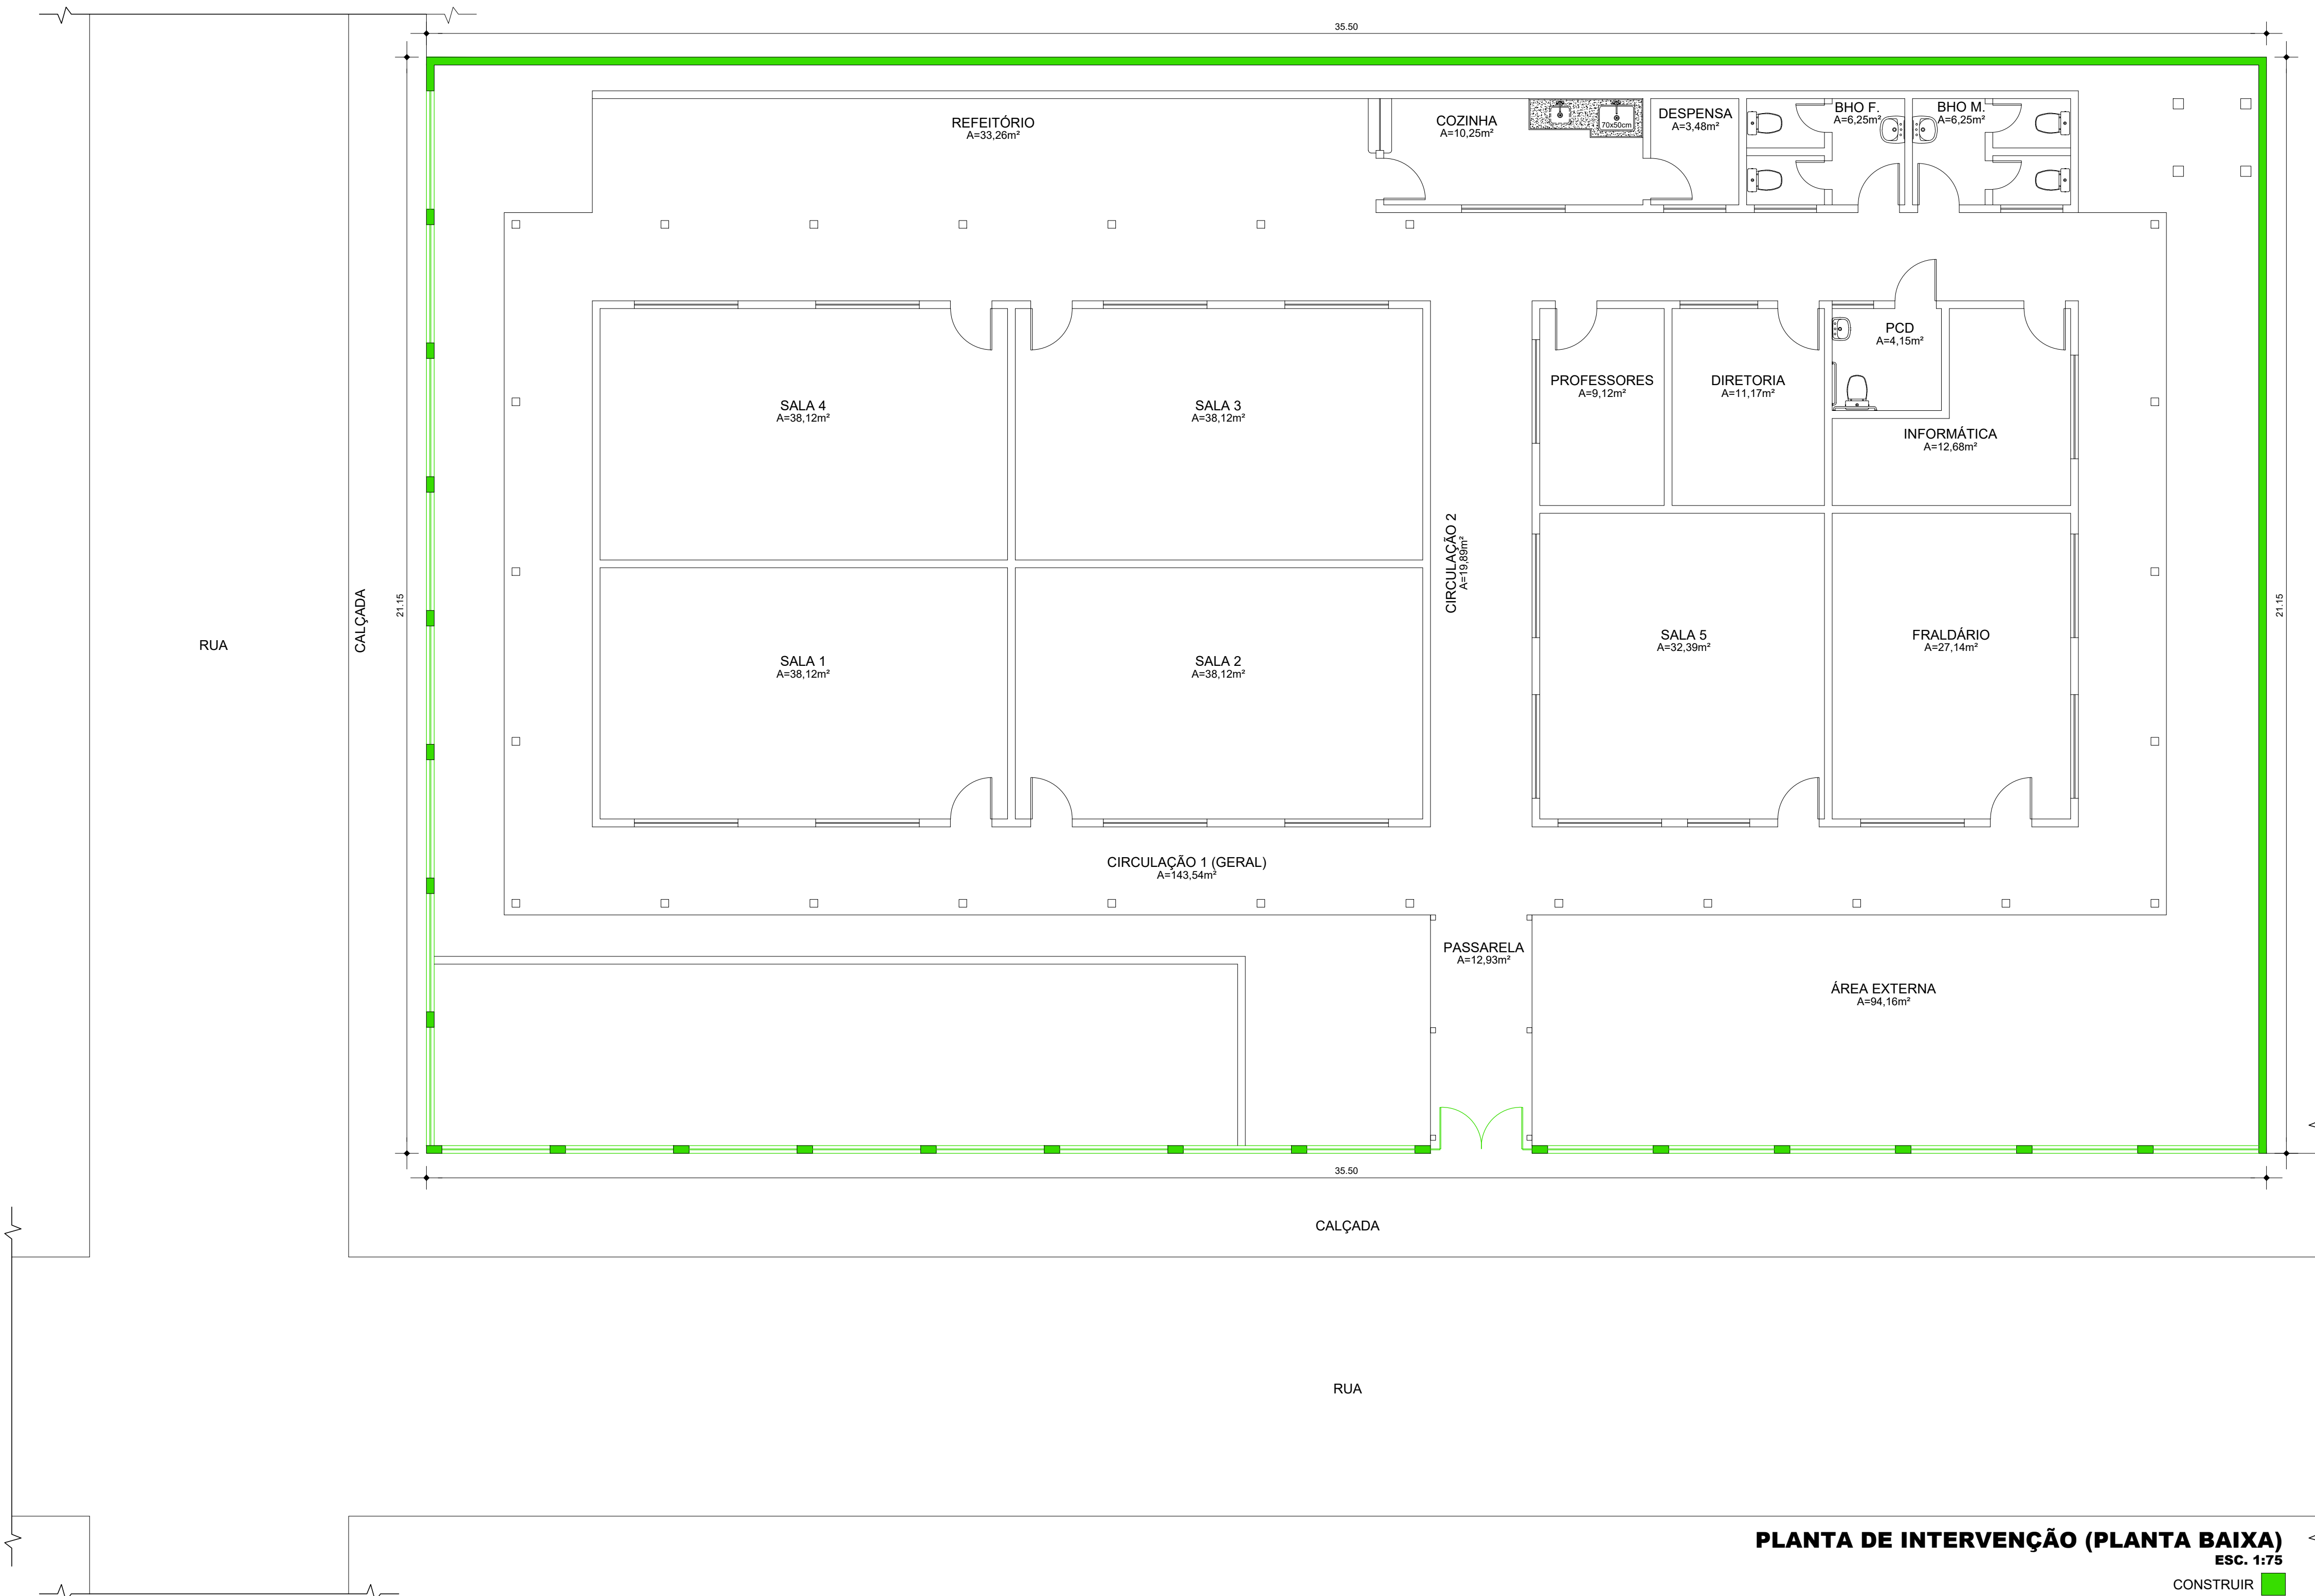 35.50
REFEITÓRIO
A=33,26m²
COZINHA
A=10,25m²
70x50cm
DESPENSA
A=3,48m²
BHO F.
A=6,25m²
BHO M.
A=6,25m²
SALA 4
A=38,12m²
SALA 3
A=38,12m²
PROFESSORES
A=9,12m²
DIRETORIA
A=11,17m²
PCD
A=4,15m²
INFORMÁTICA
A=12,68m²
CIRCULAÇÃO 2
A=19,89m²
RUA
CALÇADA
21.15
SALA 1
A=38,12m²
SALA 2
A=38,12m²
SALA 5
A=32,39m²
FRALDÁRIO
A=27,14m²
21.15
CIRCULAÇÃO 1 (GERAL)
A=143,54m²
PASSARELA
A=12,93m²
ÁREA EXTERNA
A=94,16m²
35.50
CALÇADA
RUA
PLANTA DE INTERVENÇÃO (PLANTA BAIXA)
ESC. 1:75
CONSTRUIR